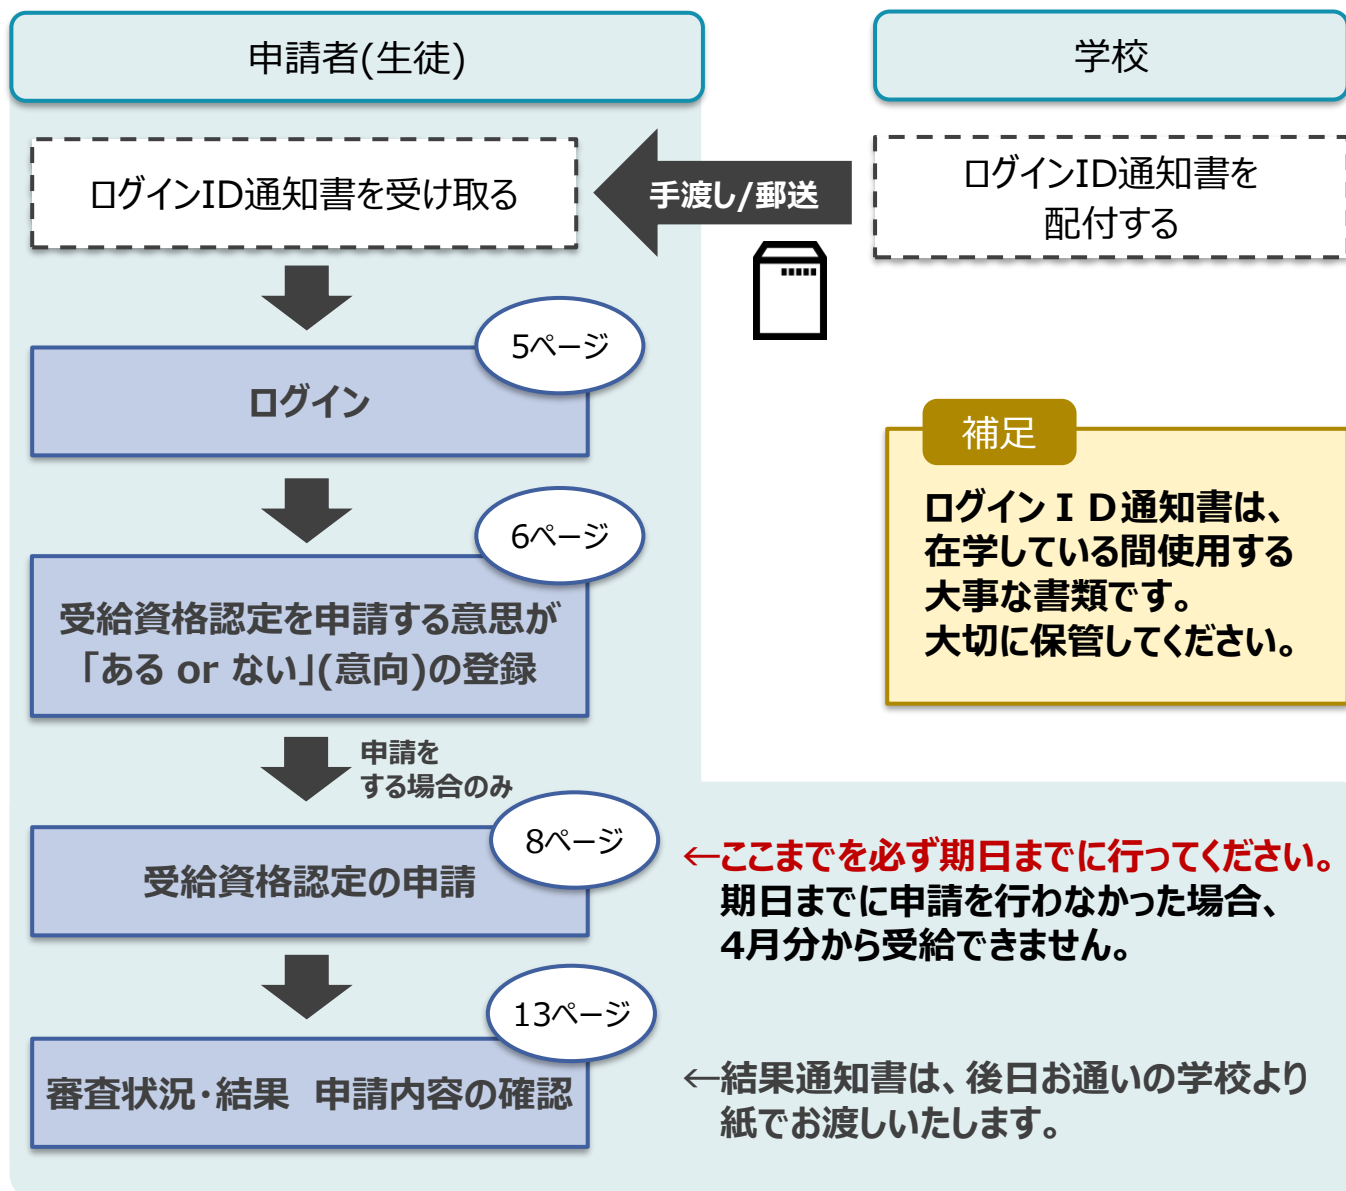 申請者(生徒)
学校
ログインID通知書を受け取る
手渡し/郵送
ログインID通知書を
配付する
5ページ
ログイン
補足
ログインＩＤ通知書は、
在学している間使用する
大事な書類です。
大切に保管してください。
6ページ
受給資格認定を申請する意思が
「ある or ない」(意向)の登録
申請を
する場合のみ
8ページ
受給資格認定の申請
←ここまでを必ず期日までに行ってください。
期日までに申請を行わなかった場合、
4月分から受給できません。
13ページ
審査状況・結果　申請内容の確認
←結果通知書は、後日お通いの学校より
紙でお渡しいたします。